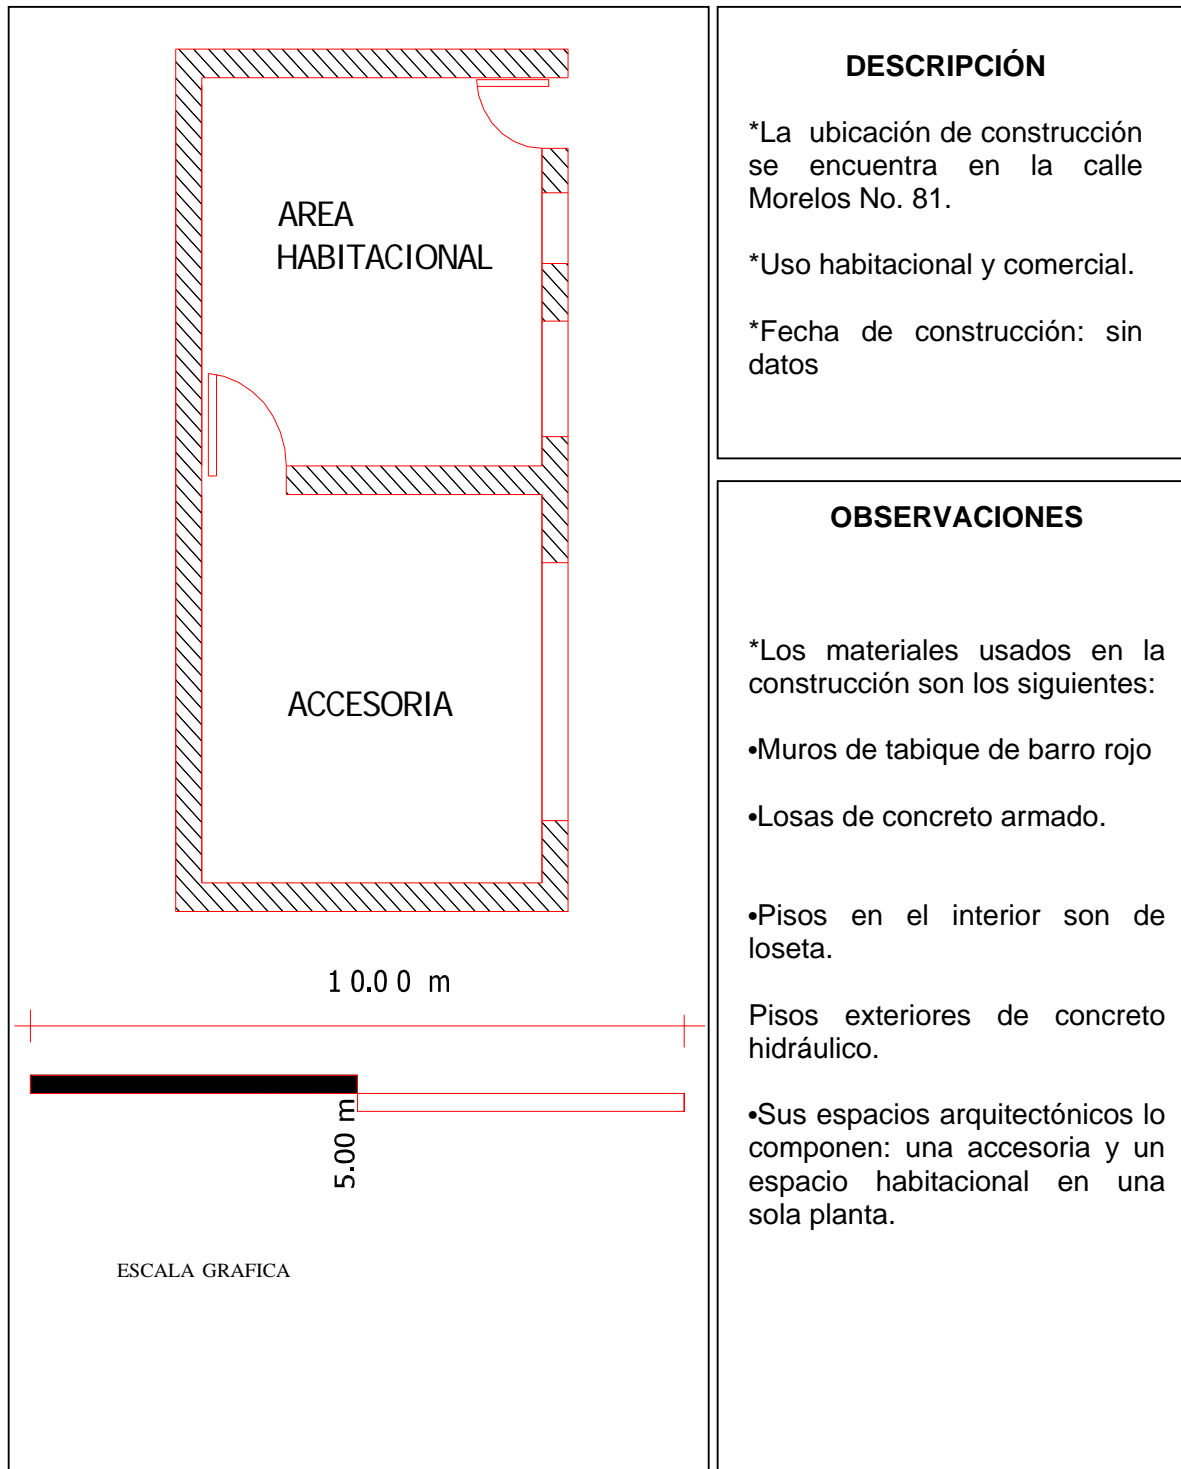 AREA
HABITACIONAL
ACCESORIA
10.00 m
5.00 m
ESCALA GRAFICA
DESCRIPCIÓN
*La ubicación de construcción
se encuentra en la calle
Morelos No. 81.
*Uso habitacional y comercial.
*Fecha de construcción: sin
datos
OBSERVACIONES
*Los materiales usados en la
construcción son los siguientes:
•Muros de tabique de barro rojo
•Losas de concreto armado.
•Pisos en el interior son de
loseta.
Pisos exteriores de concreto
hidráulico.
•Sus espacios arquitectónicos lo
componen: una accesoria y un
espacio habitacional en una
sola planta.